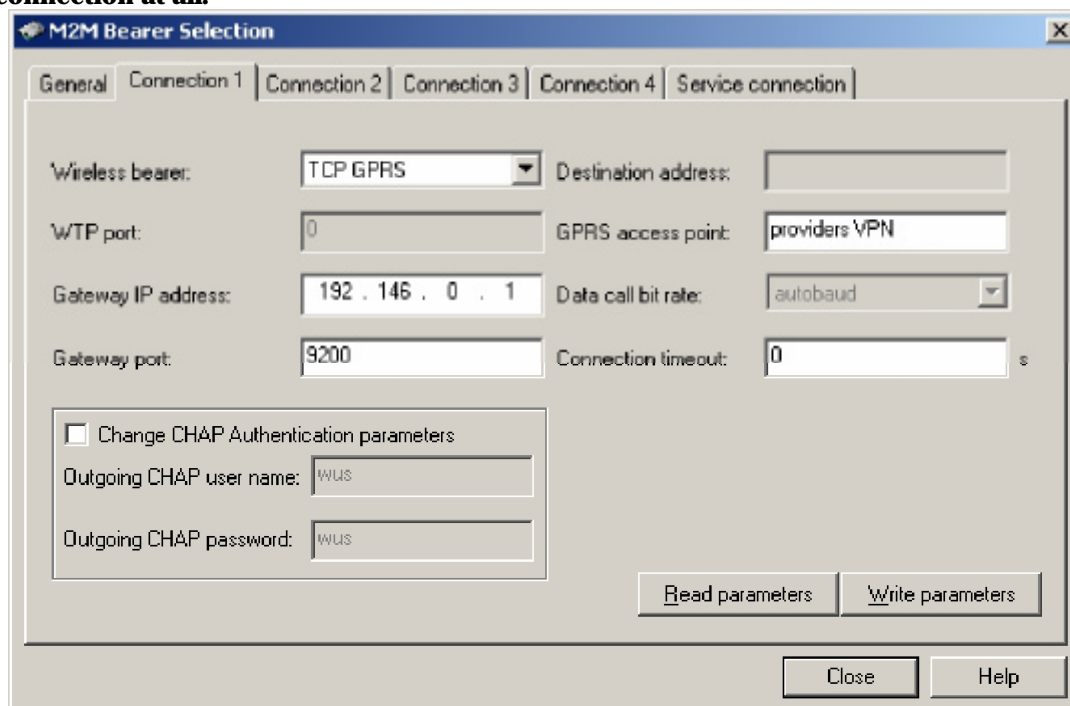 connection at all.
M2M Bearer Selection
General Connection 1 Connection 2 Connection 3 Connection 4 Service connection
Wireless bearer: TCP GPRS Destination address:
WTP port: 0 GPRS access point: providers VPN
Gateway IP address: 192 . 146 . 0 . 1 Data call bit rate: autobaud
Gateway port: 9200 Connection timeout: 0 s
Change CHAP Authentication parameters
Outgoing CHAP user name: wus
Outgoing CHAP password: wus
Read parameters Write parameters
Close Help